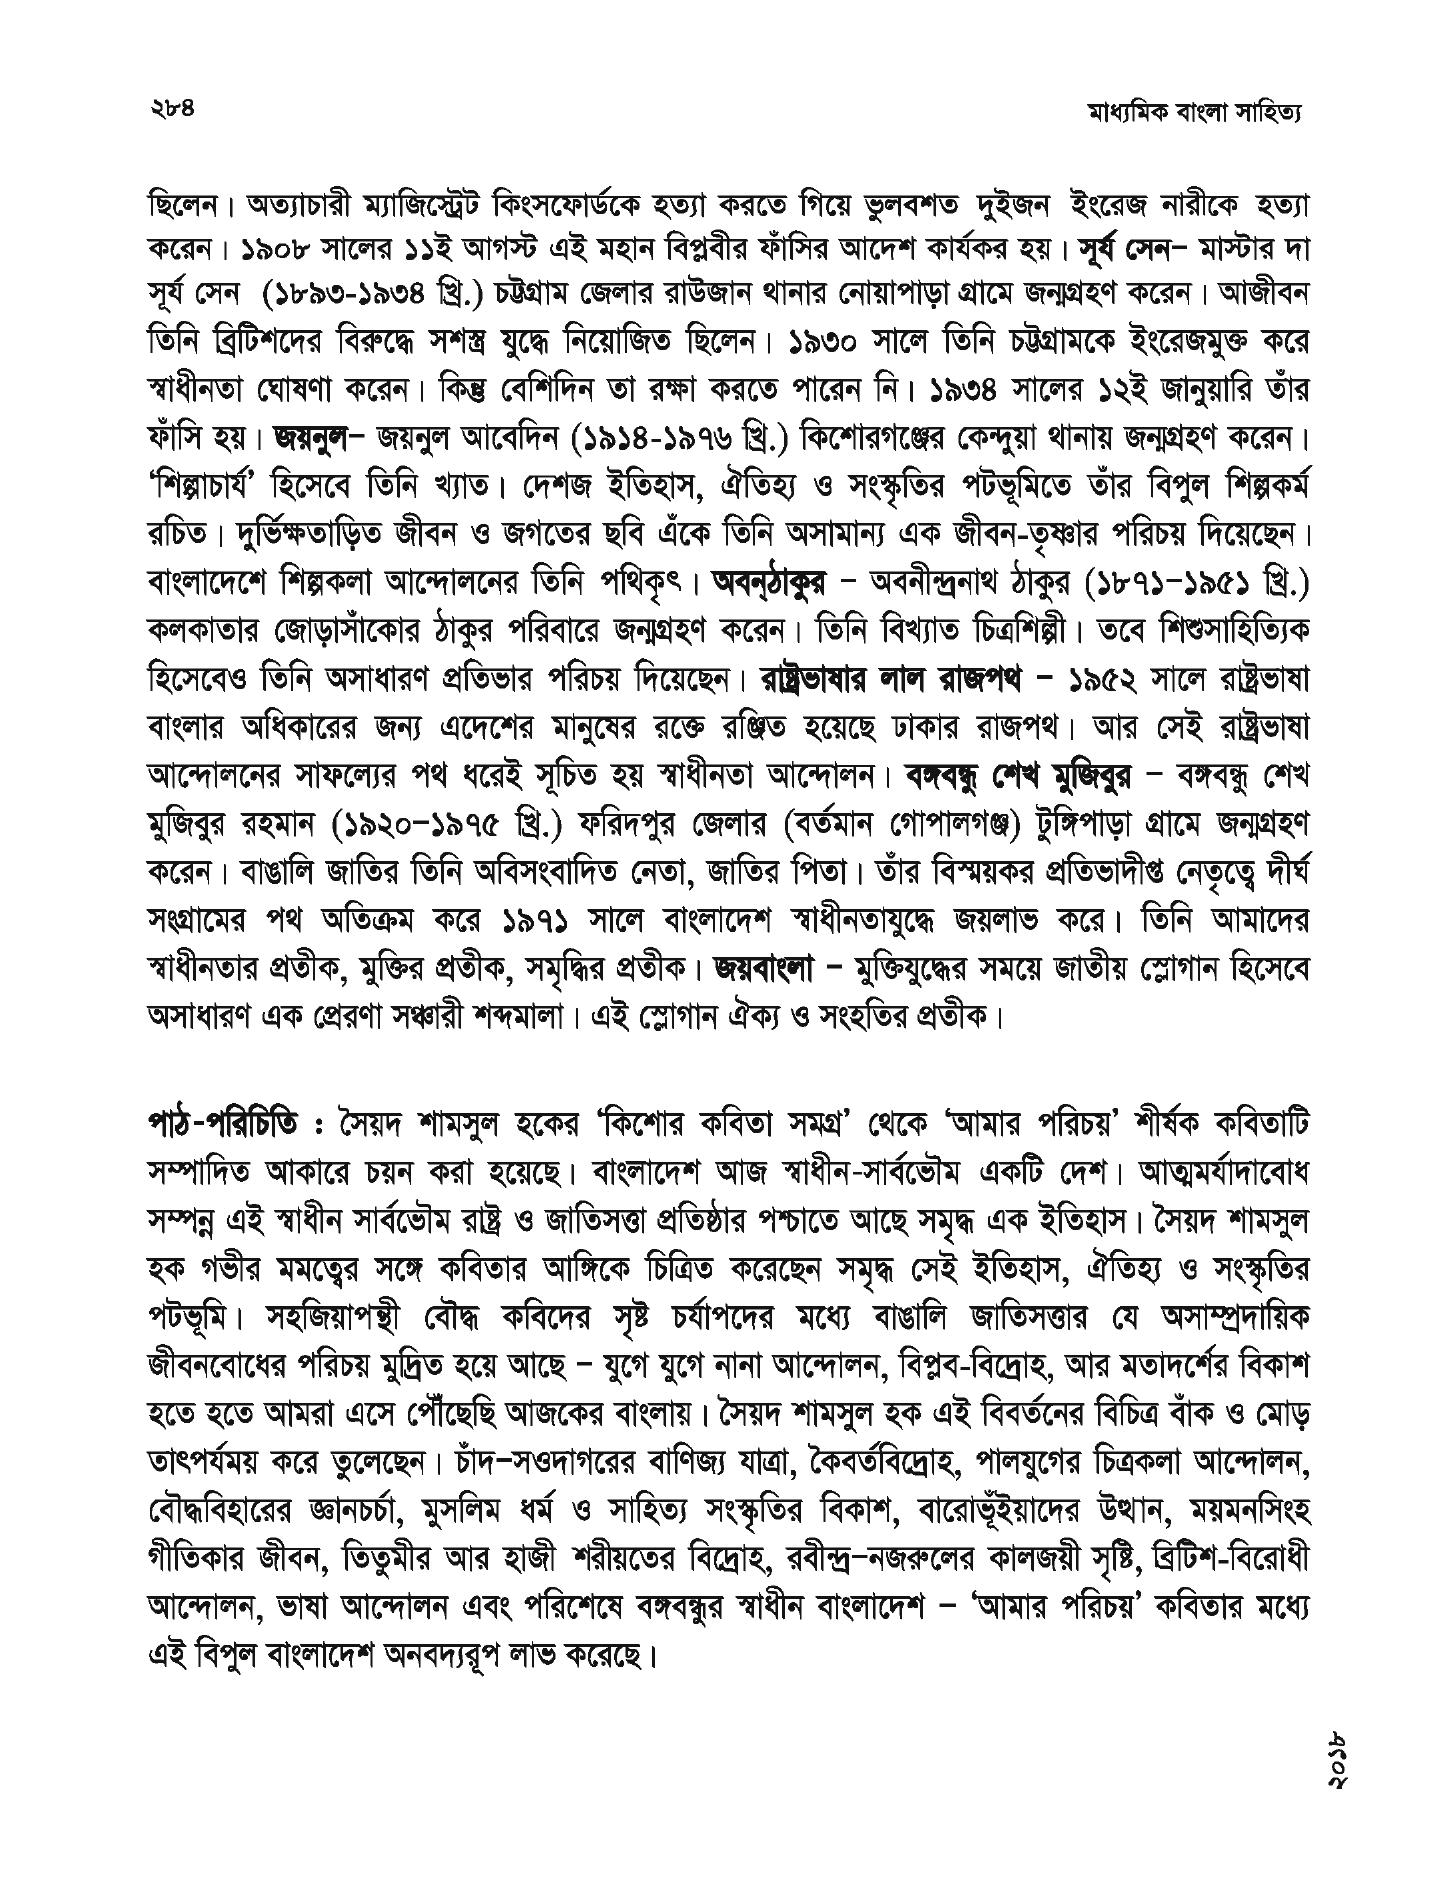 ২৮৪
মাধ্যমিক বাংলা সাহিত্য
ছিলেন। অত্যাচারী ম্যাজিস্ট্রেট কিংসফোর্ডকে হত্যা করতে গিয়ে ভুলবশত দুইজন ইংরেজ নারীকে হত্যা
করেন। ১৯০৮ সালের ১১ই আগস্ট এই মহান বিপ্লবীর ফাঁসির আদেশ কার্যকর হয়। সূর্য সেন– মাস্টার দা
সূর্য সেন (১৮৯৩-১৯৩৪ খ্রি.) চট্টগ্রাম জেলার রাউজান থানার নোয়াপাড়া গ্রামে জন্মগ্রহণ করেন। আজীবন
তিনি ব্রিটিশদের বিরুদ্ধে সশস্ত্র যুদ্ধে নিয়োজিত ছিলেন। ১৯৩০ সালে তিনি চট্টগ্রামকে ইংরেজমুক্ত করে
স্বাধীনতা ঘোষণা করেন। কিন্তু বেশিদিন তা রক্ষা করতে পারেন নি। ১৯৩৪ সালের ১২ই জানুয়ারি তাঁর
ফাঁসি হয়। জয়নুল– জয়নুল আবেদিন (১৯১৪-১৯৭৬ খ্রি.) কিশোরগঞ্জের কেন্দুয়া থানায় জন্মগ্রহণ করেন।
‘শিল্পাচার্য’ হিসেবে তিনি খ্যাত। দেশজ ইতিহাস, ঐতিহ্য ও সংস্কৃতির পটভূমিতে তাঁর বিপুল শিল্পকর্ম
রচিত। দুর্ভিক্ষতাড়িত জীবন ও জগতের ছবি এঁকে তিনি অসামান্য এক জীবন-তৃষ্ণার পরিচয় দিয়েছেন।
বাংলাদেশে শিল্পকলা আন্দোলনের তিনি পথিকৃৎ। অবন্‌ঠাকুর – অবনীন্দ্রনাথ ঠাকুর (১৮৭১–১৯৫১ খ্রি.)
কলকাতার জোড়াসাঁকোর ঠাকুর পরিবারে জন্মগ্রহণ করেন। তিনি বিখ্যাত চিত্রশিল্পী। তবে শিশুসাহিত্যিক
হিসেবেও তিনি অসাধারণ প্রতিভার পরিচয় দিয়েছেন। রাষ্ট্রভাষার লাল রাজপথ – ১৯৫২ সালে রাষ্ট্রভাষা
বাংলার অধিকারের জন্য এদেশের মানুষের রক্তে রঞ্জিত হয়েছে ঢাকার রাজপথ। আর সেই রাষ্ট্রভাষা
আন্দোলনের সাফল্যের পথ ধরেই সূচিত হয় স্বাধীনতা আন্দোলন। বঙ্গবন্ধু শেখ মুজিবুর – বঙ্গবন্ধু শেখ
মুজিবুর রহমান (১৯২০–১৯৭৫ খ্রি.) ফরিদপুর জেলার (বর্তমান গোপালগঞ্জ) টুঙ্গিপাড়া গ্রামে জন্মগ্রহণ
করেন। বাঙালি জাতির তিনি অবিসংবাদিত নেতা, জাতির পিতা। তাঁর বিস্ময়কর প্রতিভাদীপ্ত নেতৃত্বে দীর্ঘ
সংগ্রামের পথ অতিক্রম করে ১৯৭১ সালে বাংলাদেশ স্বাধীনতাযুদ্ধে জয়লাভ করে। তিনি আমাদের
স্বাধীনতার প্রতীক, মুক্তির প্রতীক, সমৃদ্ধির প্রতীক। জয়বাংলা – মুক্তিযুদ্ধের সময়ে জাতীয় স্লোগান হিসেবে
অসাধারণ এক প্রেরণা সঞ্চারী শব্দমালা। এই স্লোগান ঐক্য ও সংহতির প্রতীক।
পাঠ-পরিচিতি : সৈয়দ শামসুল হকের ‘কিশোর কবিতা সমগ্র’ থেকে ‘আমার পরিচয়’ শীর্ষক কবিতাটি
সম্পাদিত আকারে চয়ন করা হয়েছে। বাংলাদেশ আজ স্বাধীন-সার্বভৌম একটি দেশ। আত্মমর্যাদাবোধ
সম্পন্ন এই স্বাধীন সার্বভৌম রাষ্ট্র ও জাতিসত্তা প্রতিষ্ঠার পশ্চাতে আছে সমৃদ্ধ এক ইতিহাস। সৈয়দ শামসুল
হক গভীর মমত্বের সঙ্গে কবিতার আঙ্গিকে চিত্রিত করেছেন সমৃদ্ধ সেই ইতিহাস, ঐতিহ্য ও সংস্কৃতির
পটভূমি। সহজিয়াপন্থী বৌদ্ধ কবিদের সৃষ্ট চর্যাপদের মধ্যে বাঙালি জাতিসত্তার যে অসাম্প্রদায়িক
জীবনবোধের পরিচয় মুদ্রিত হয়ে আছে – যুগে যুগে নানা আন্দোলন, বিপ্লব-বিদ্রোহ, আর মতাদর্শের বিকাশ
হতে হতে আমরা এসে পৌঁছেছি আজকের বাংলায়। সৈয়দ শামসুল হক এই বিবর্তনের বিচিত্র বাঁক ও মোড়
তাৎপর্যময় করে তুলেছেন। চাঁদ–সওদাগরের বাণিজ্য যাত্রা, কৈবর্তবিদ্রোহ, পালযুগের চিত্রকলা আন্দোলন,
বৌদ্ধবিহারের জ্ঞানচর্চা, মুসলিম ধর্ম ও সাহিত্য সংস্কৃতির বিকাশ, বারোভূঁইয়াদের উত্থান, ময়মনসিংহ
গীতিকার জীবন, তিতুমীর আর হাজী শরীয়তের বিদ্রোহ, রবীন্দ্র–নজরুলের কালজয়ী সৃষ্টি, ব্রিটিশ-বিরোধী
আন্দোলন, ভাষা আন্দোলন এবং পরিশেষে বঙ্গবন্ধুর স্বাধীন বাংলাদেশ – ‘আমার পরিচয়’ কবিতার মধ্যে
এই বিপুল বাংলাদেশ অনবদ্যরূপ লাভ করেছে।
২০১৮